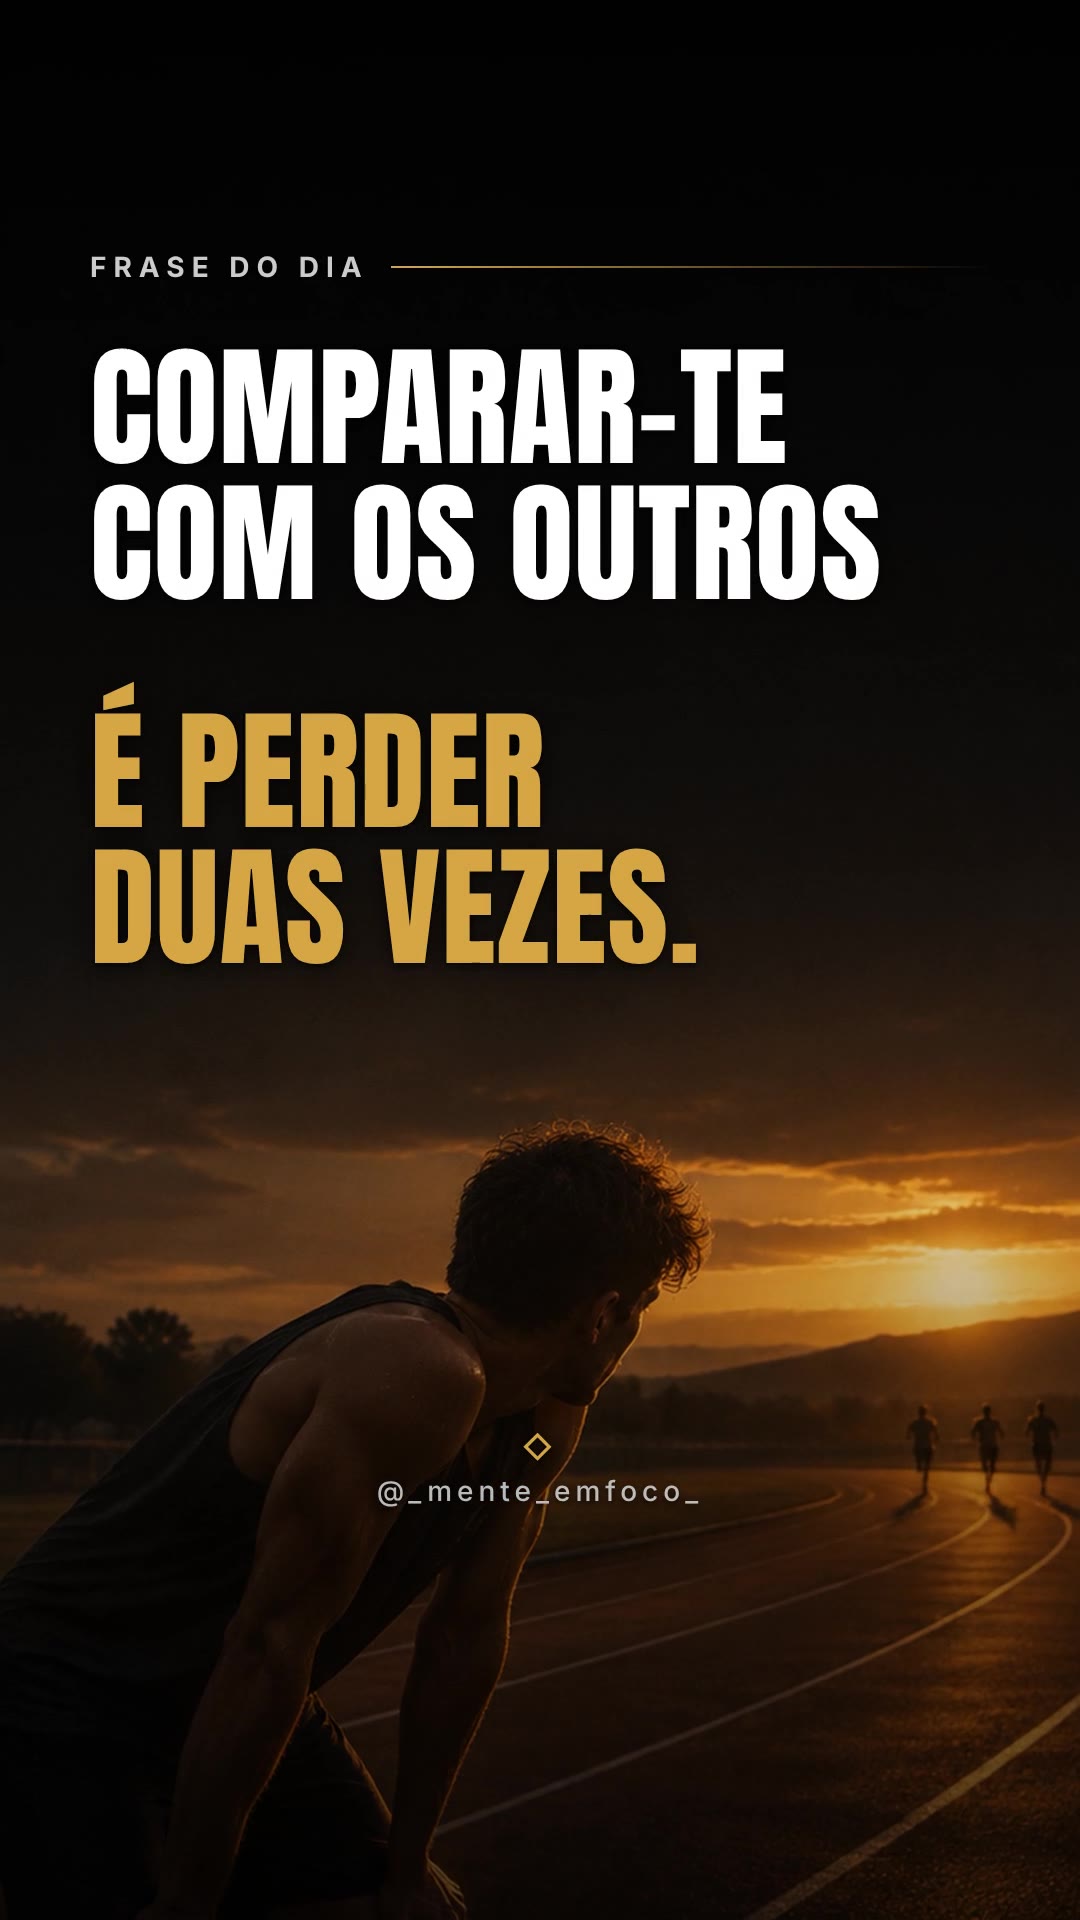 FRASE DO DIA
COMPARAR-TE
COM OS OUTROS
É PERDER
DUAS VEZES.
@_mente_emfoco_